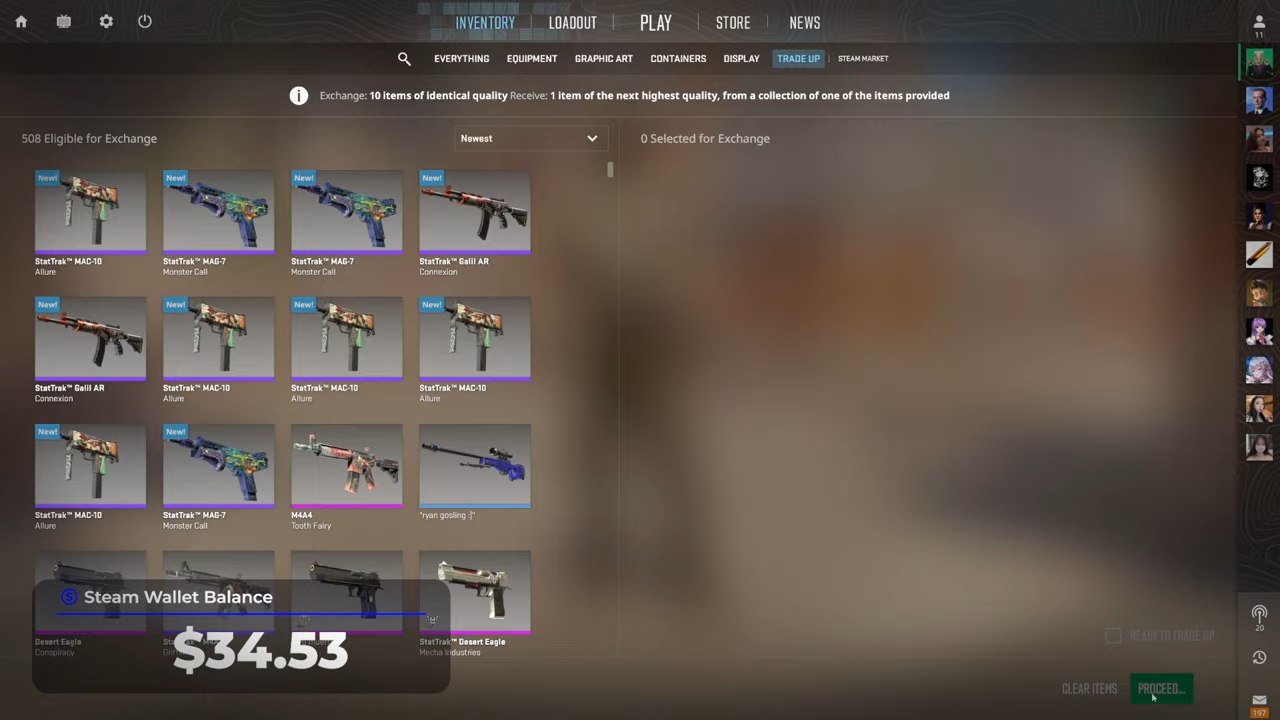 INVENTORY
LOADOUT
PLAY
STORE
NEWS
11
EVERYTHING
EQUIPMENT
GRAPHIC ART
CONTAINERS
DISPLAY
TRADE UP
STEAM MARKET
Exchange: 10 items of identical quality Receive: 1 item of the next highest quality, from a collection of one of the items provided
508 Eligible for Exchange
Newest
0 Selected for Exchange
New!
New!
New!
New!
StatTrak™ MAC-10
Allure
StatTrak™ MAG-7
Monster Call
StatTrak™ MAG-7
Monster Call
StatTrak™ Galil AR
Connexion
New!
New!
New!
New!
StatTrak™ Galil AR
Connexion
StatTrak™ MAC-10
Allure
StatTrak™ MAC-10
Allure
StatTrak™ MAC-10
Allure
New!
New!
StatTrak™ MAC-10
Allure
StatTrak™ MAG-7
Monster Call
M4A4
Tooth Fairy
"ryan gosling :)"
Desert Eagle
Conspiracy
StatTrak™ Desert Eagle
Mecha Industries
Steam Wallet Balance
$34.53
READY TO TRADE UP
CLEAR ITEMS
PROCEED...
20
197